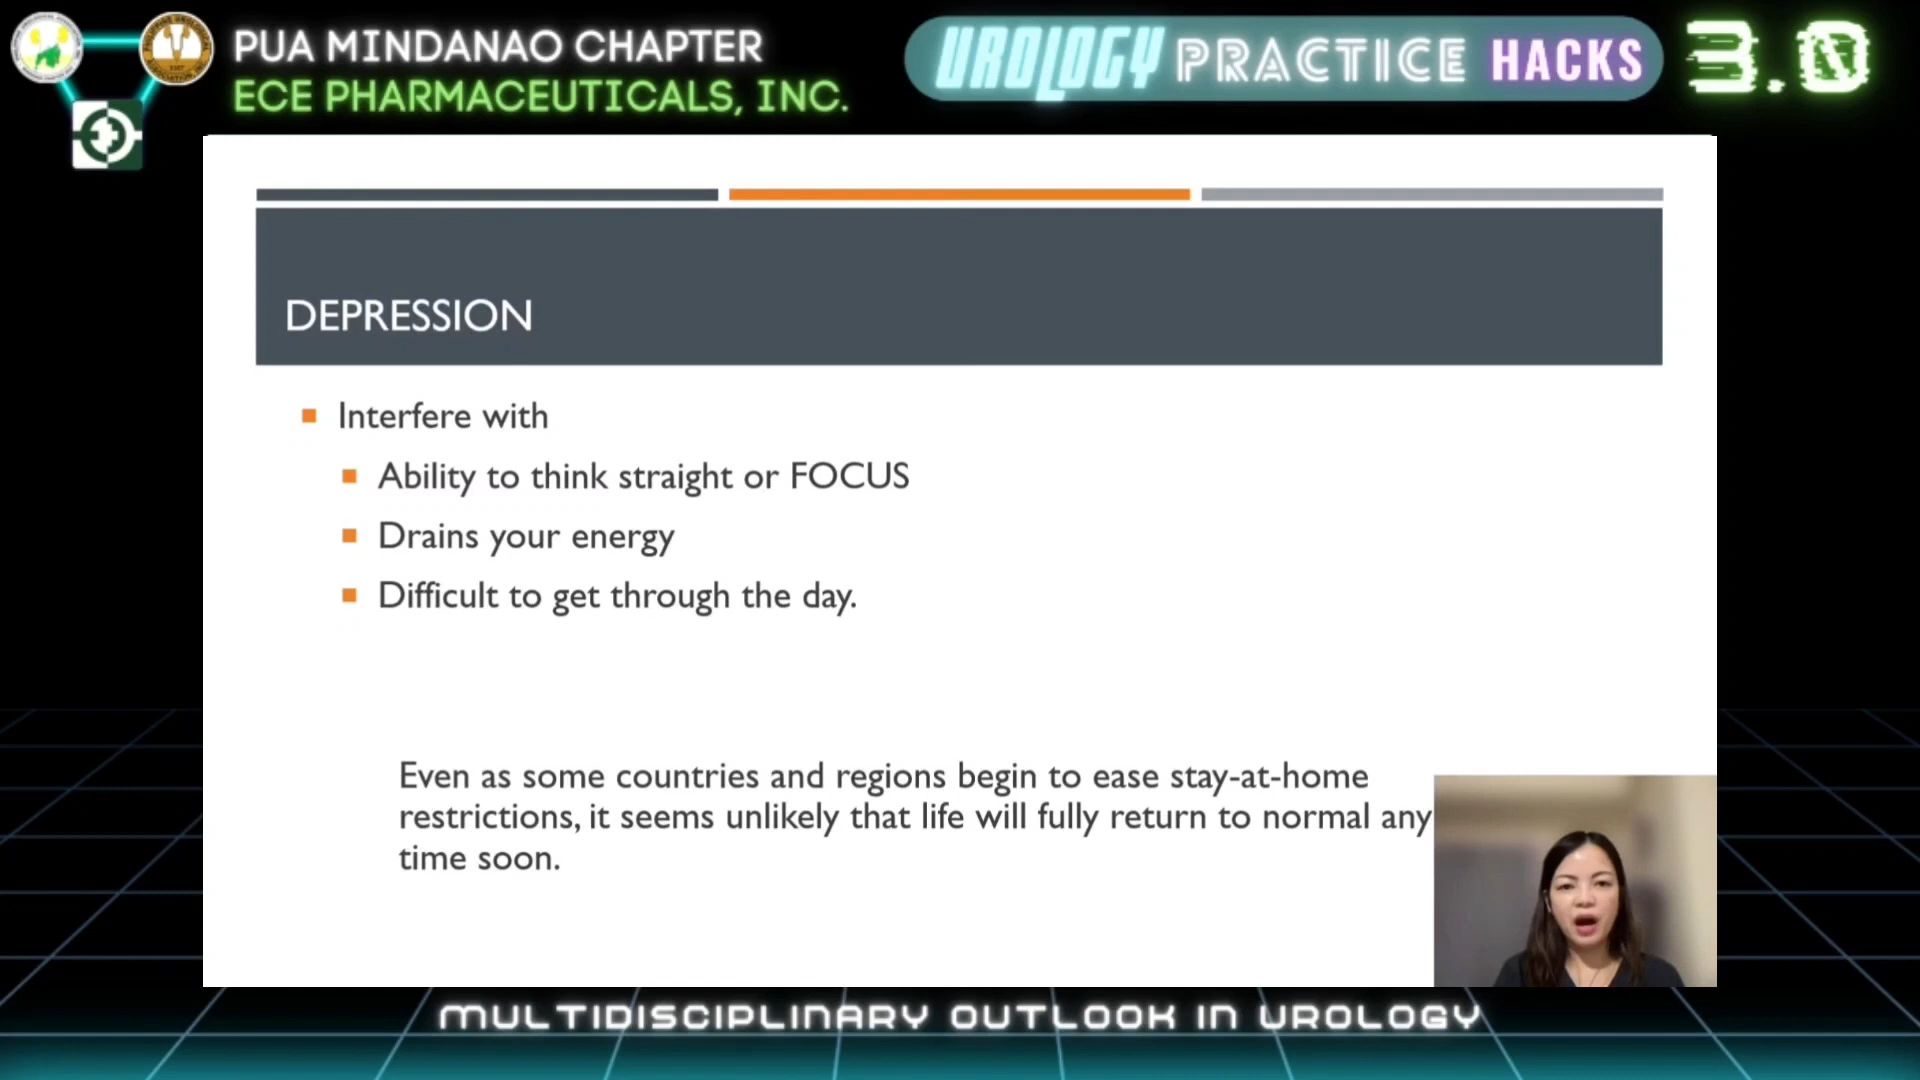 PUA MINDANAO CHAPTER
ECE PHARMACEUTICALS, INC.
UROLOGY PRACTICE HACKS 3.0
DEPRESSION
Interfere with
Ability to think straight or FOCUS
Drains your energy
Difficult to get through the day.
Even as some countries and regions begin to ease stay-at-home
restrictions, it seems unlikely that life will fully return to normal any
time soon.
MULTIDISCIPLINARY OUTLOOK IN UROLOGY